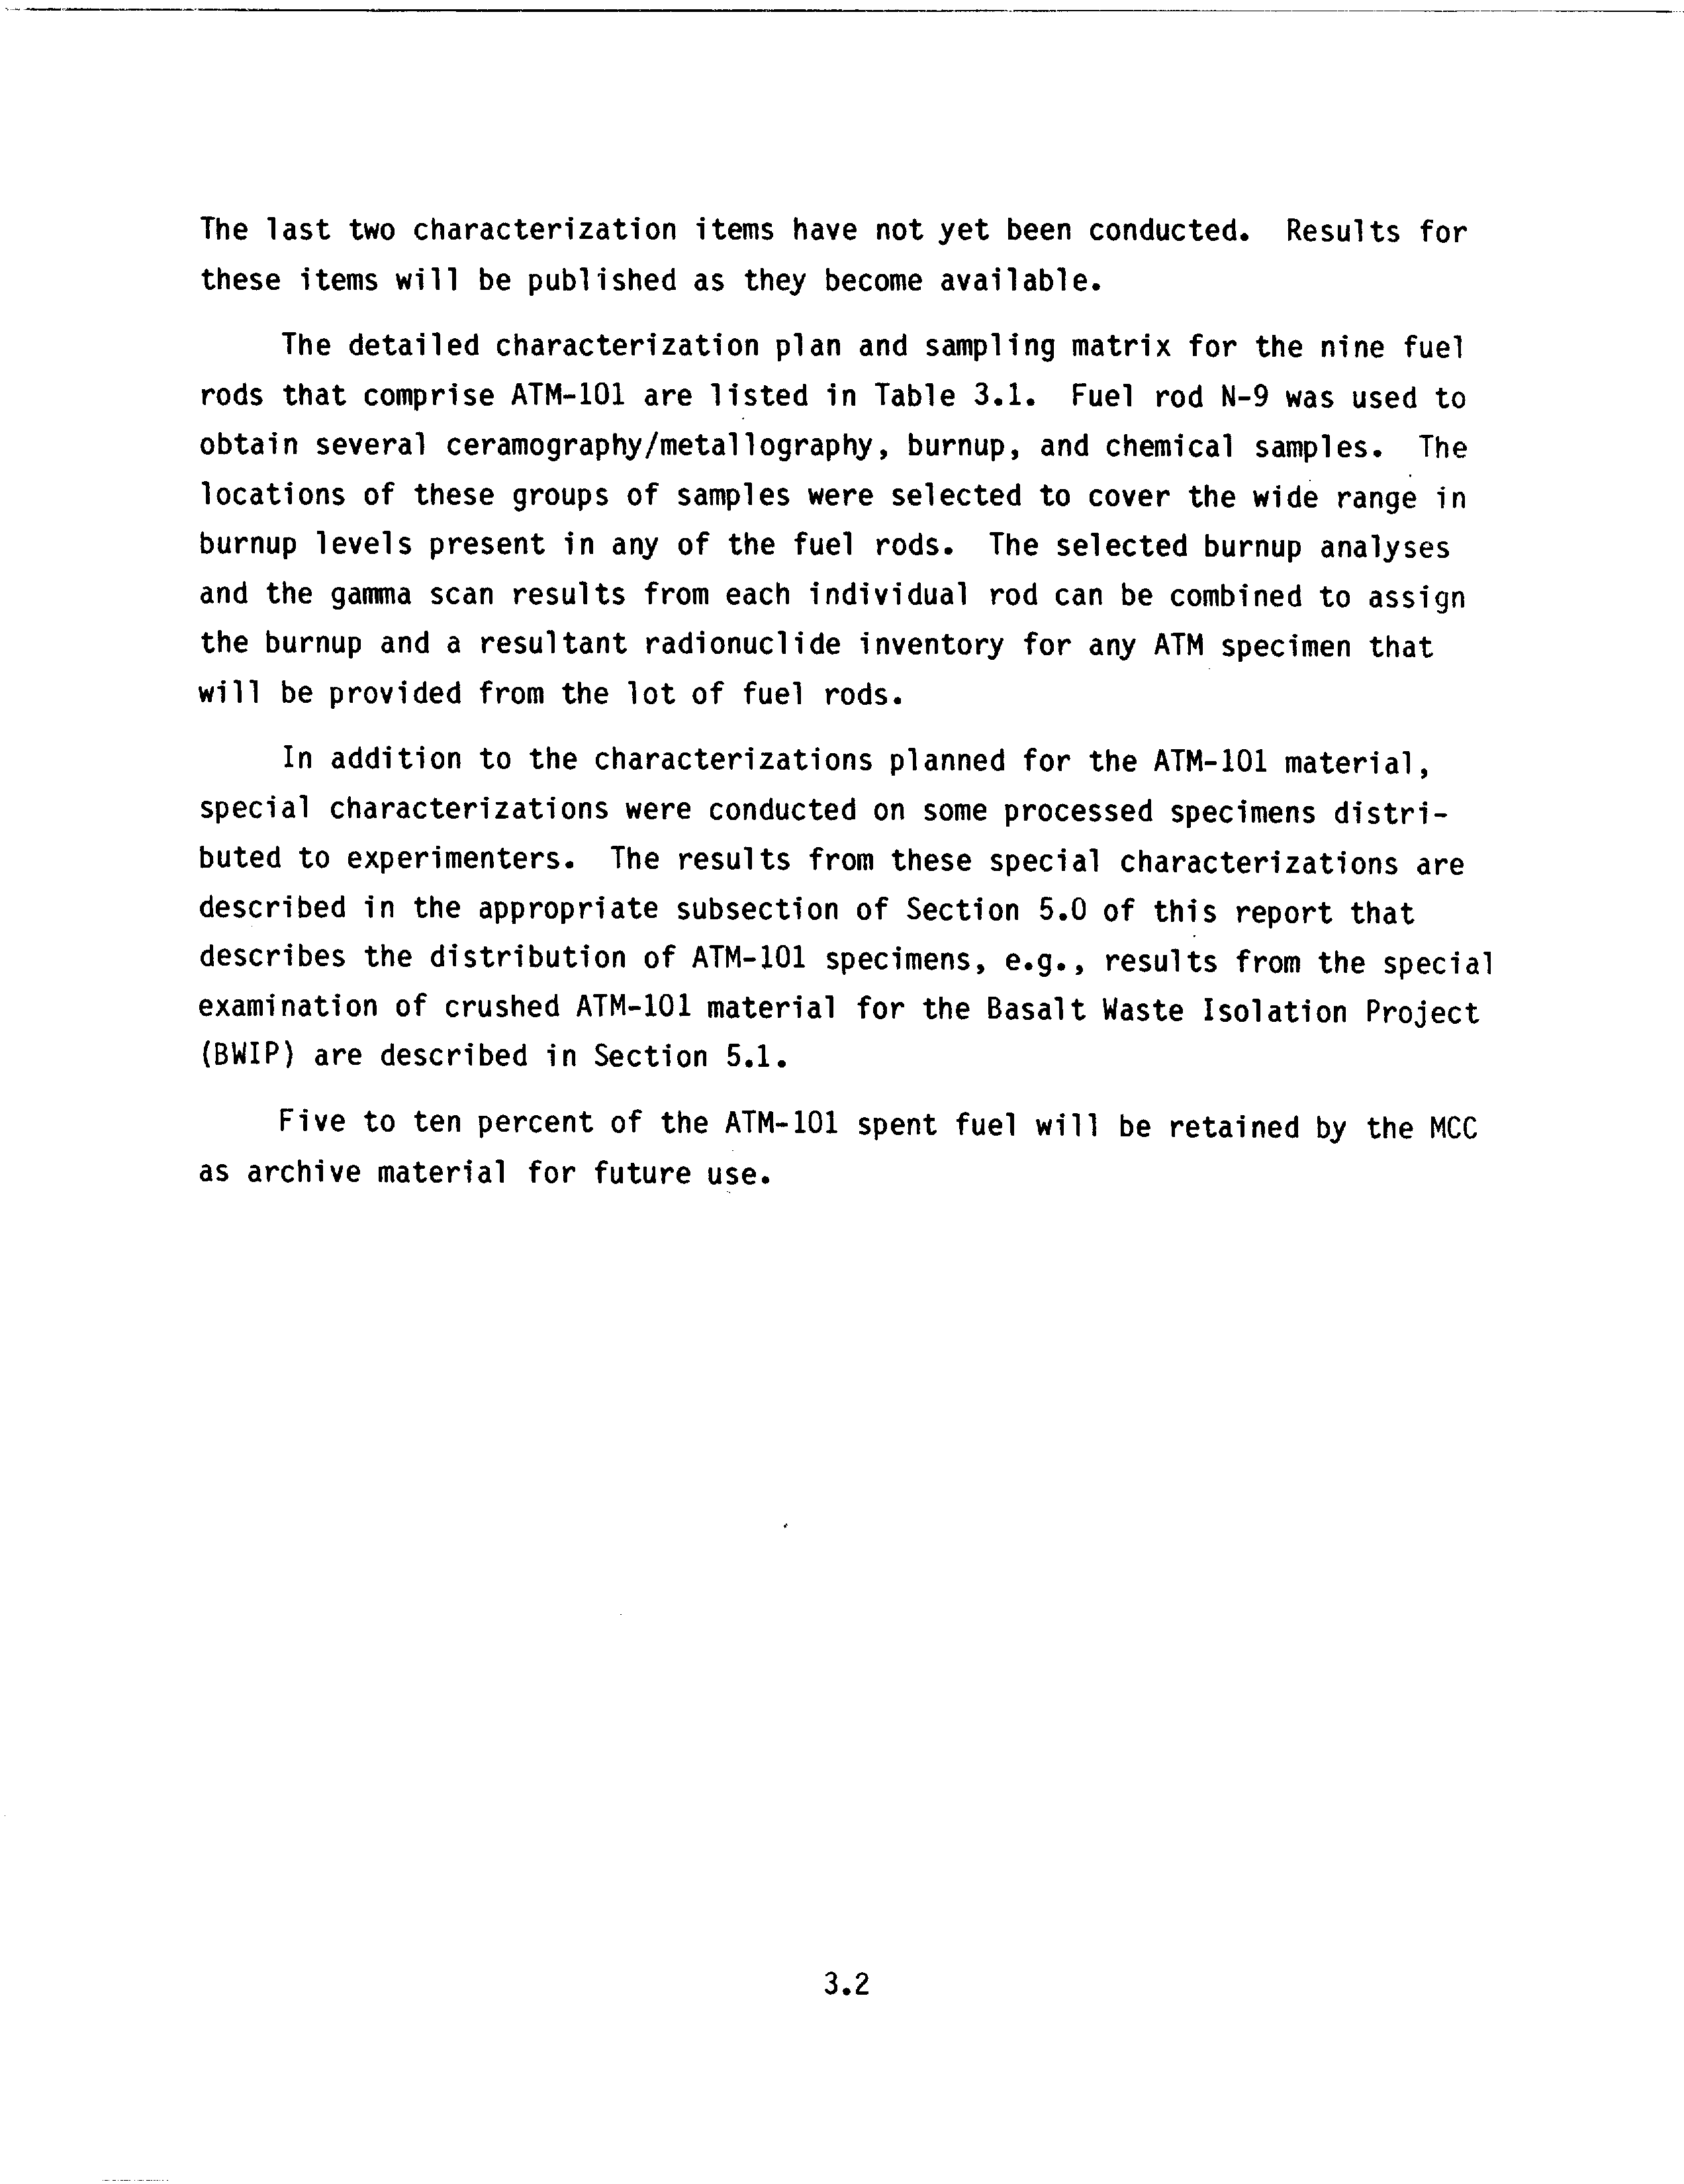 The last two characterization items have not yet been conducted.  Results for
these items will be published as they become available.
The detailed characterization plan and sampling matrix for the nine fuel
rods that comprise ATM-101 are listed in Table 3.1.  Fuel rod N-9 was used to
obtain several ceramography/metallography, burnup, and chemical samples.  The
locations of these groups of samples were selected to cover the wide range in
burnup levels present in any of the fuel rods.  The selected burnup analyses
and the gamma scan results from each individual rod can be combined to assign
the burnup and a resultant radionuclide inventory for any ATM specimen that
will be provided from the lot of fuel rods.
In addition to the characterizations planned for the ATM-101 material,
special characterizations were conducted on some processed specimens distri-
buted to experimenters.  The results from these special characterizations are
described in the appropriate subsection of Section 5.0 of this report that
describes the distribution of ATM-101 specimens, e.g., results from the special
examination of crushed ATM-101 material for the Basalt Waste Isolation Project
(BWIP) are described in Section 5.1.
Five to ten percent of the ATM-101 spent fuel will be retained by the MCC
as archive material for future use.
3.2